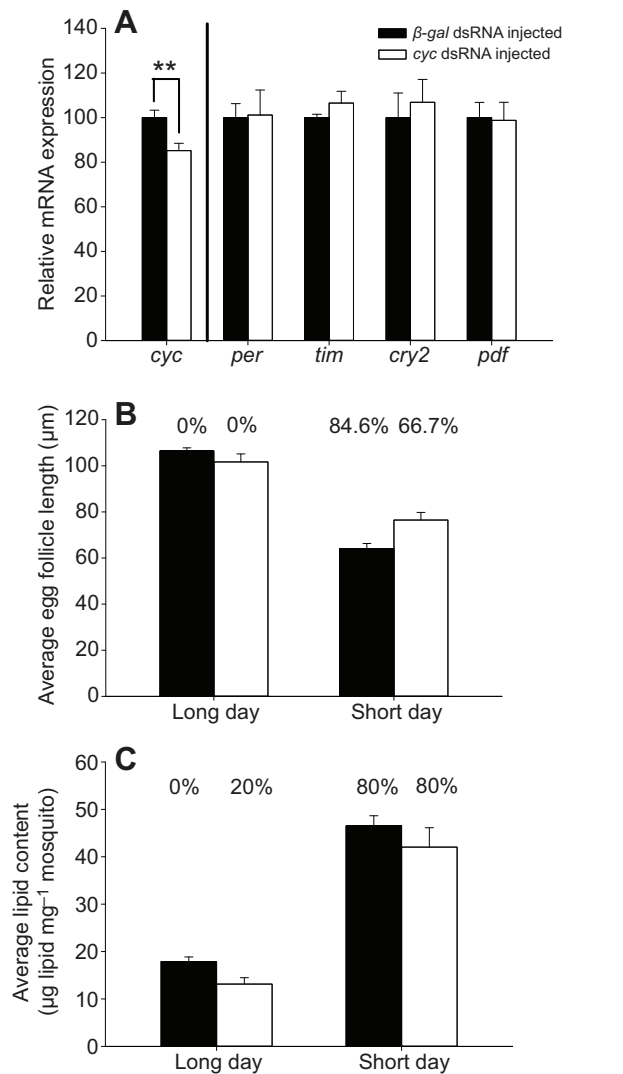 A
β-gal dsRNA injected
cyc dsRNA injected
**
Relative mRNA expression
140
120
100
80
60
40
20
0
cyc per tim cry2 pdf
B
0% 0% 84.6% 66.7%
Average egg follicle length (µm)
120
100
80
60
40
20
0
Long day Short day
C
0% 20% 80% 80%
Average lipid content
(µg lipid mg⁻¹ mosquito)
60
50
40
30
20
10
0
Long day Short day